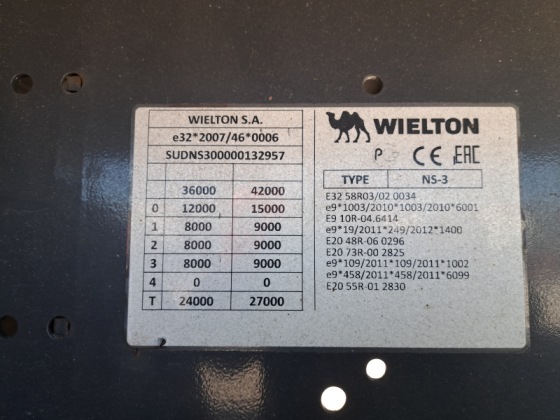 WIELTON S.A.
e32*2007/46*0006
SUDNS300000132957
36000 42000
0 12000 15000
1 8000 9000
2 8000 9000
3 8000 9000
4 0 0
T 24000 27000
WIELTON
P CE EAC
TYPE NS-3
E32 58R03/02 0034
e9*1003/2010*1003/2010*6001
E9 10R-04.6414
e9*19/2011*249/2012*1400
E20 48R-06 0296
E20 73R-00 2825
e9*109/2011*109/2011*1002
e9*458/2011*458/2011*6099
E20 55R-01 2830